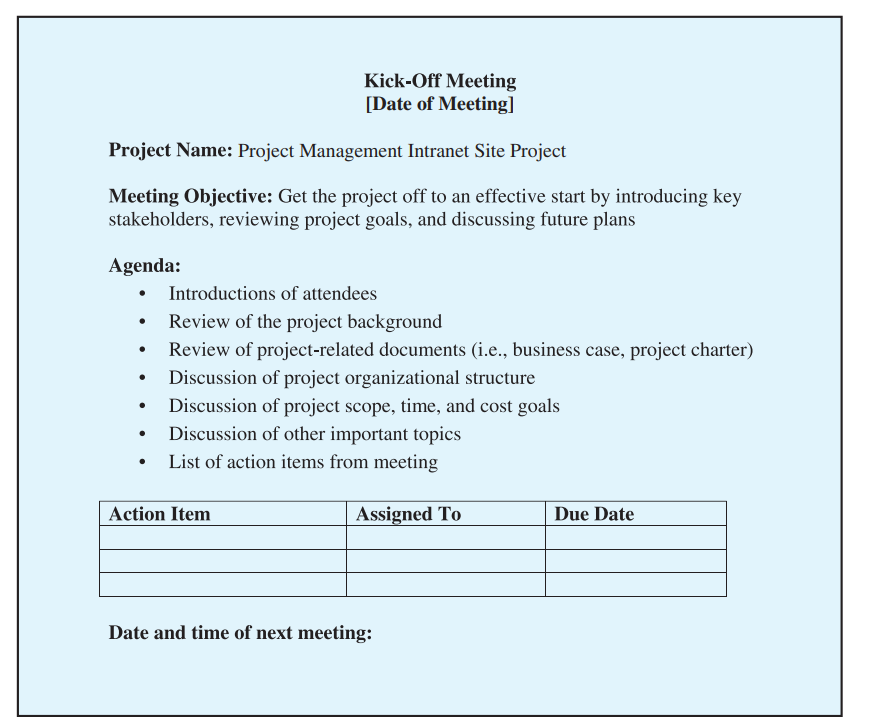 Kick-Off Meeting
[Date of Meeting]
Project Name: Project Management Intranet Site Project
Meeting Objective: Get the project off to an effective start by introducing key
stakeholders, reviewing project goals, and discussing future plans
Agenda:
• Introductions of attendees
• Review of the project background
• Review of project-related documents (i.e., business case, project charter)
• Discussion of project organizational structure
• Discussion of project scope, time, and cost goals
• Discussion of other important topics
• List of action items from meeting
Action Item Assigned To Due Date
Date and time of next meeting: